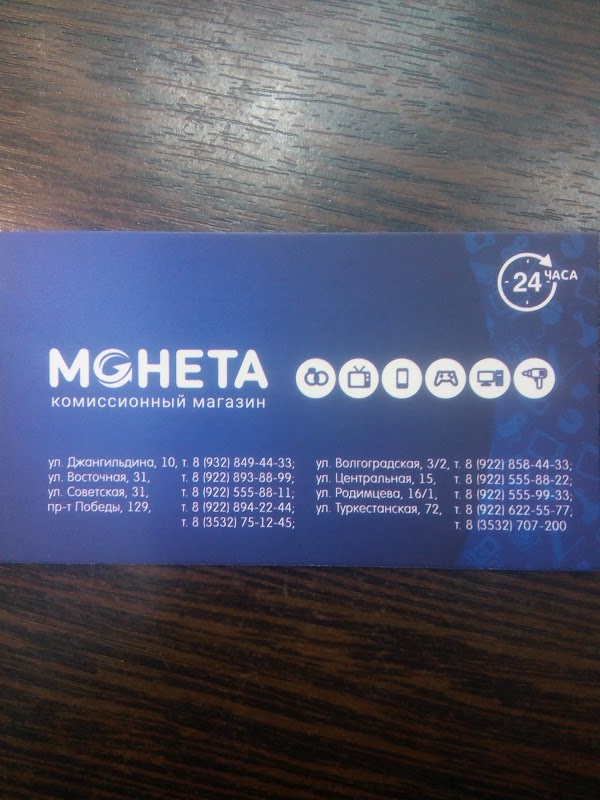 24 ЧАСА
МОНЕТА
комиссионный магазин
ул. Джангильдина, 10, т. 8 (932) 849-44-33;
ул. Восточная, 31, т. 8 (922) 893-88-99;
ул. Советская, 31, т. 8 (922) 555-88-11;
пр-т Победы, 129, т. 8 (922) 894-22-44;
т. 8 (3532) 75-12-45;
ул. Волгоградская, 3/2, т. 8 (922) 858-44-33;
ул. Центральная, 15, т. 8 (922) 555-88-22;
ул. Родимцева, 16/1, т. 8 (922) 555-99-33;
ул. Туркестанская, 72, т. 8 (922) 622-55-77;
т. 8 (3532) 707-200